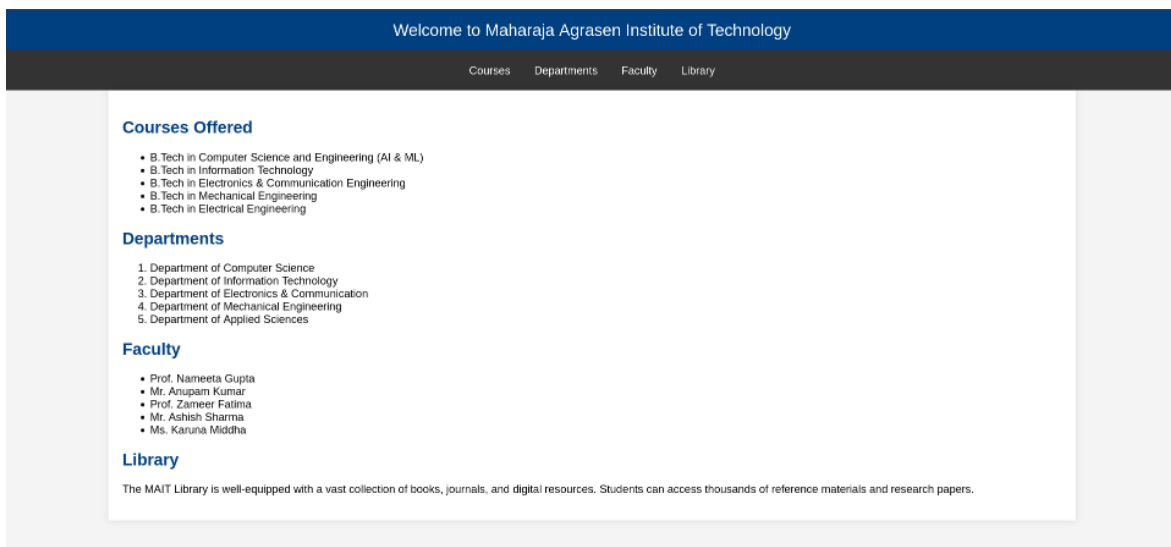 Welcome to Maharaja Agrasen Institute of Technology
Courses Departments Faculty Library
Courses Offered
• B.Tech in Computer Science and Engineering (AI & ML)
• B.Tech in Information Technology
• B.Tech in Electronics & Communication Engineering
• B.Tech in Mechanical Engineering
• B.Tech in Electrical Engineering
Departments
1. Department of Computer Science
2. Department of Information Technology
3. Department of Electronics & Communication
4. Department of Mechanical Engineering
5. Department of Applied Sciences
Faculty
• Prof. Nameeta Gupta
• Mr. Anupam Kumar
• Prof. Zameer Fatima
• Mr. Ashish Sharma
• Ms. Karuna Middha
Library
The MAIT Library is well-equipped with a vast collection of books, journals, and digital resources. Students can access thousands of reference materials and research papers.